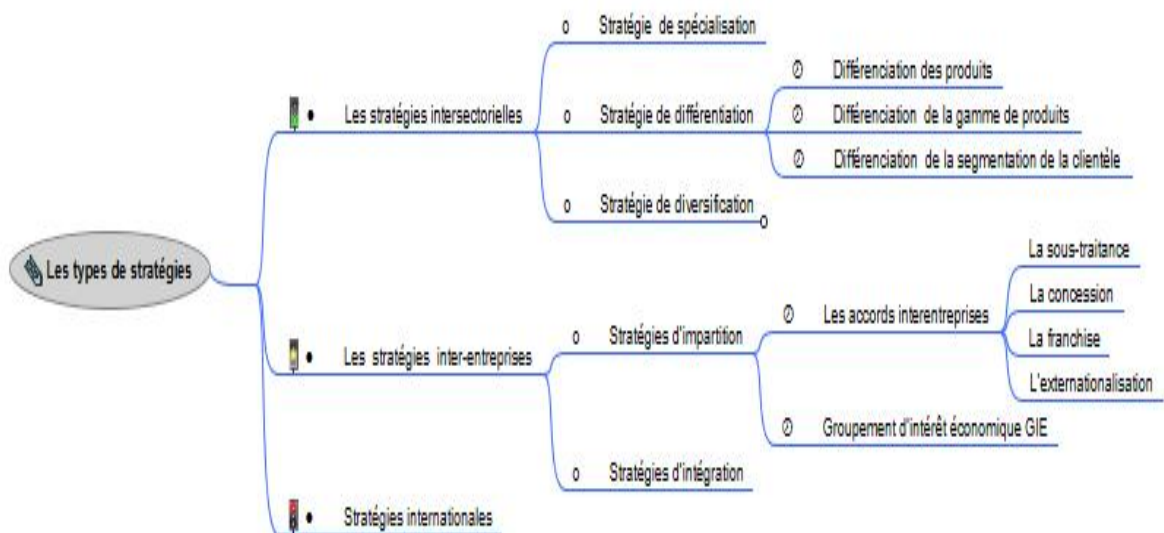 Les types de stratégies
Les stratégies intersectorielles
Stratégie de spécialisation
Stratégie de différentiation
Différenciation des produits
Différenciation de la gamme de produits
Différenciation de la segmentation de la clientèle
Stratégie de diversification
Les stratégies inter-entreprises
Stratégies d'impartition
Les accords interentreprises
La sous-traitance
La concession
La franchise
L'externationalisation
Groupement d'intérêt économique GIE
Stratégies d'intégration
Stratégies internationales